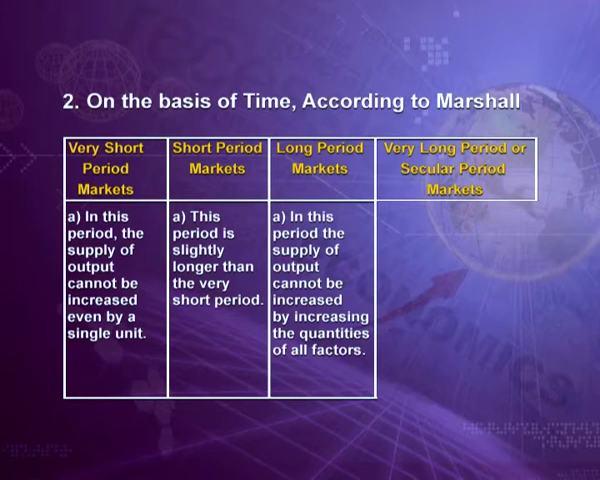 2. On the basis of Time, According to Marshall
Very Short
Period
Markets
Short Period
Markets
Long Period
Markets
Very Long Period or
Secular Period
Markets
a) In this
period, the
supply of
output
cannot be
increased
even by a
single unit.
a) This
period is
slightly
longer than
the very
short period.
a) In this
period the
supply of
output
cannot be
increased
by increasing
the quantities
of all factors.